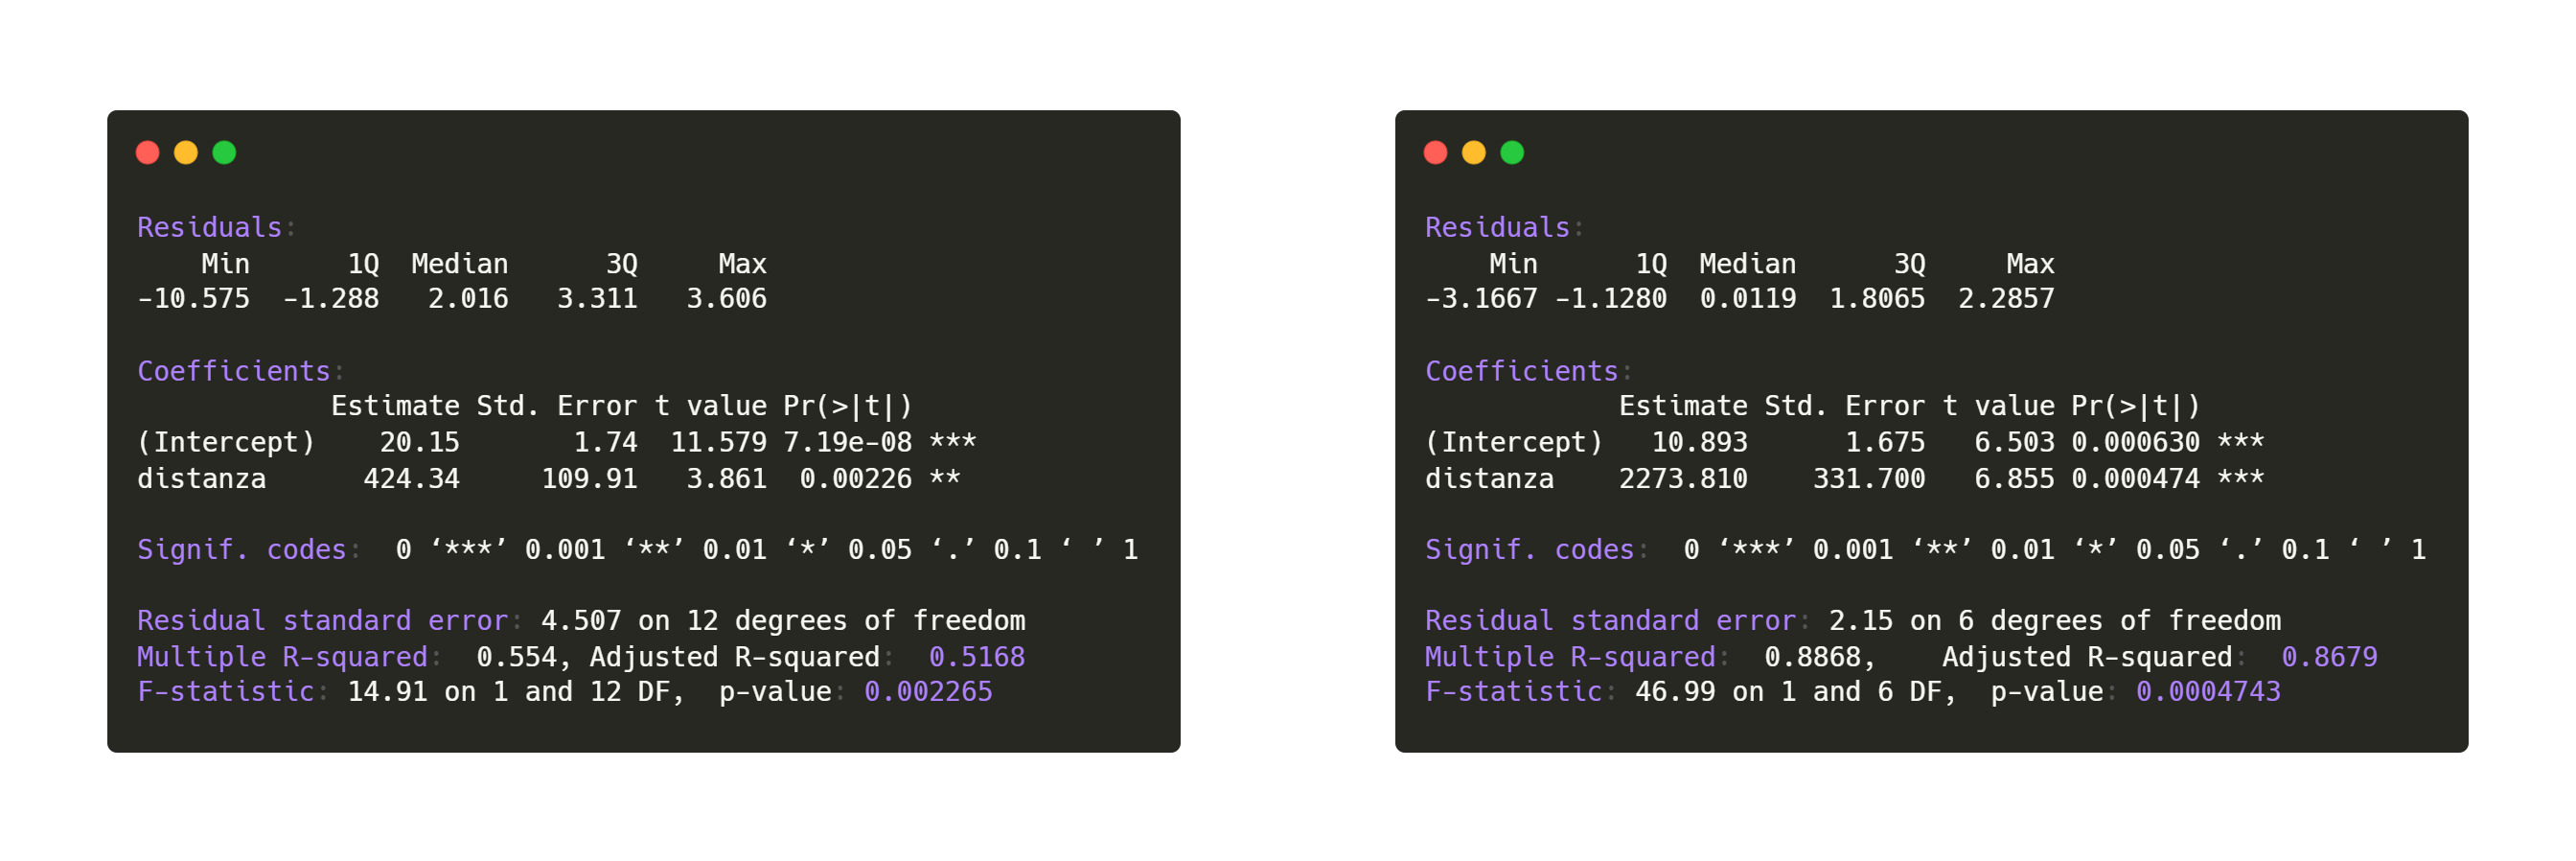 Residuals:
    Min      1Q  Median      3Q     Max
-10.575  -1.288   2.016   3.311   3.606
Coefficients:
            Estimate Std. Error t value Pr(>|t|)
(Intercept)    20.15       1.74  11.579 7.19e-08 ***
distanza      424.34     109.91   3.861  0.00226 **
Signif. codes:  0 ‘***’ 0.001 ‘**’ 0.01 ‘*’ 0.05 ‘.’ 0.1 ‘ ’ 1
Residual standard error: 4.507 on 12 degrees of freedom
Multiple R-squared:  0.554, Adjusted R-squared:  0.5168
F-statistic: 14.91 on 1 and 12 DF,  p-value: 0.002265
Residuals:
    Min      1Q  Median      3Q     Max
-3.1667 -1.1280  0.0119  1.8065  2.2857
Coefficients:
            Estimate Std. Error t value Pr(>|t|)
(Intercept)   10.893      1.675   6.503 0.000630 ***
distanza    2273.810    331.700   6.855 0.000474 ***
Signif. codes:  0 ‘***’ 0.001 ‘**’ 0.01 ‘*’ 0.05 ‘.’ 0.1 ‘ ’ 1
Residual standard error: 2.15 on 6 degrees of freedom
Multiple R-squared:  0.8868,    Adjusted R-squared:  0.8679
F-statistic: 46.99 on 1 and 6 DF,  p-value: 0.0004743